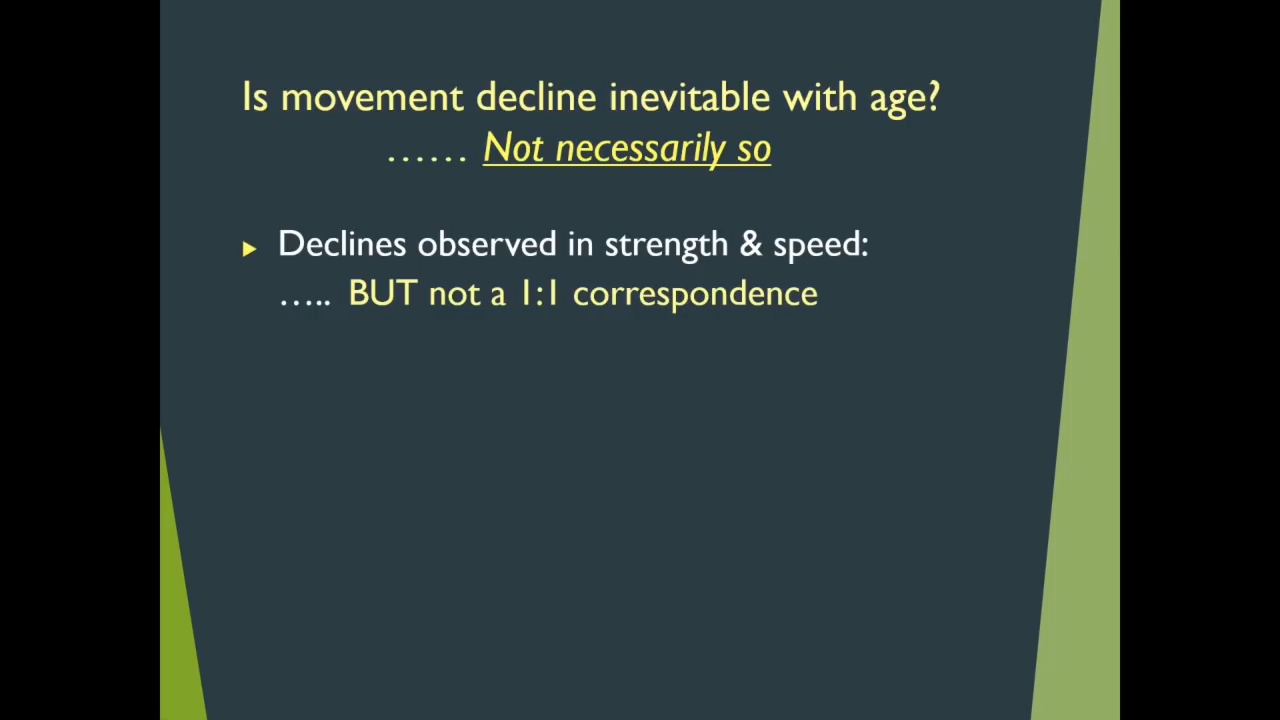 Is movement decline inevitable with age?
…… Not necessarily so
Declines observed in strength & speed:
….. BUT not a 1:1 correspondence